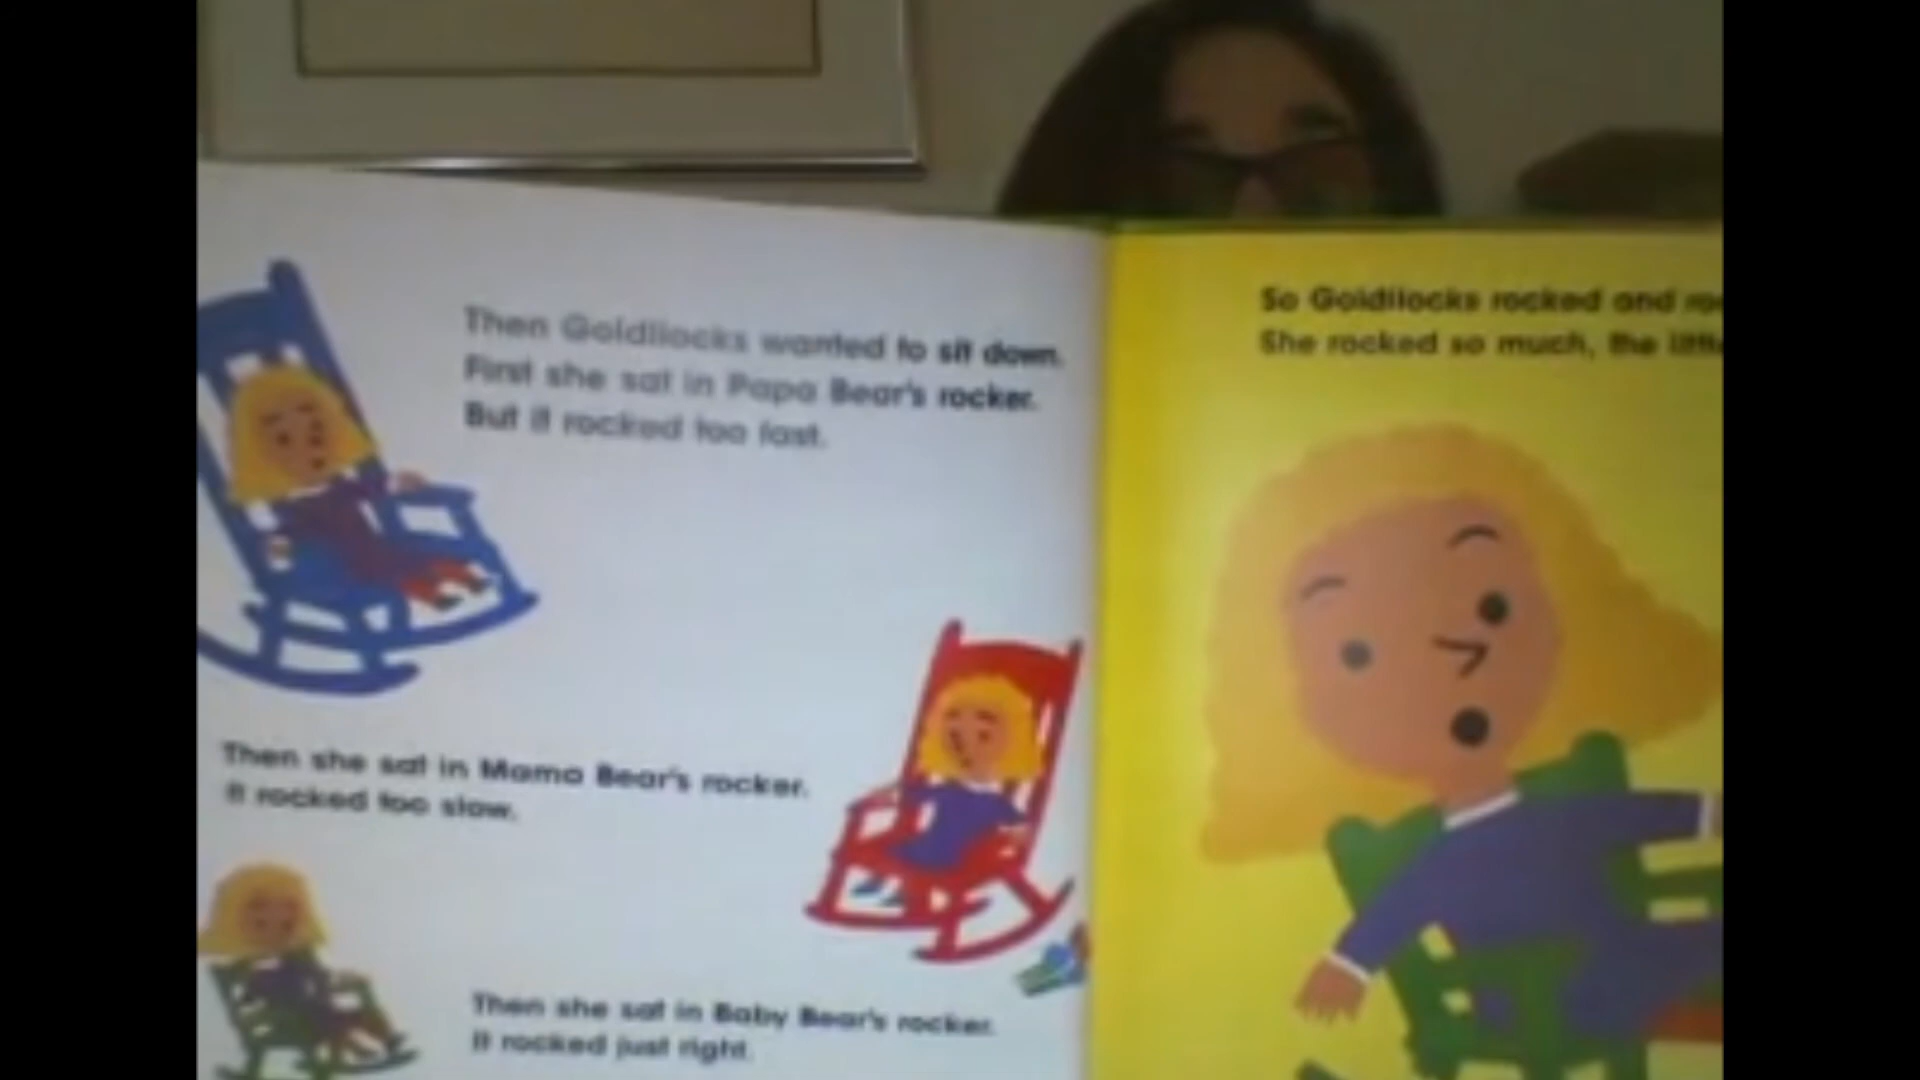 Then Goldilocks wanted to sit down.
First she sat in Papa Bear's rocker.
But it rocked too fast.
Then she sat in Mama Bear's rocker.
It rocked too slow.
Then she sat in Baby Bear's rocker.
It rocked just right.
So Goldilocks rocked and
She rocked so much, the little